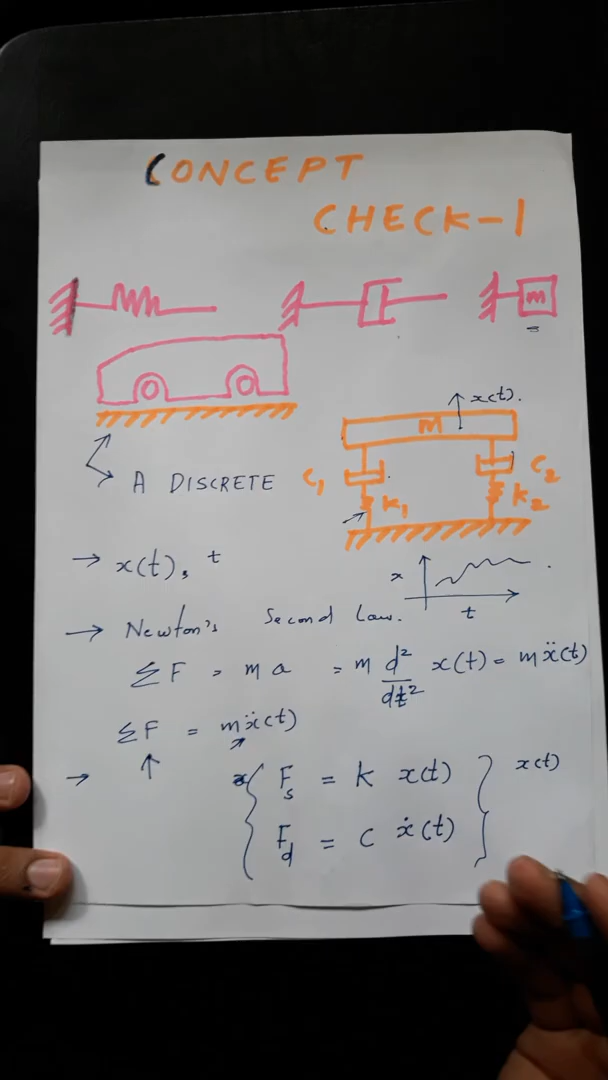 CONCEPT
CHECK-1
m
x(t).
m
A DISCRETE
C₁
K₁
C₂
K₂
→ x(t), t
x
t
→ Newton's Second Law.
ΣF = ma = m d²/dt² x(t) = mẍ(t)
ΣF = mẍ(t)
→ { Fs = k x(t) } x(t)
{ Fd = c ẋ(t) }